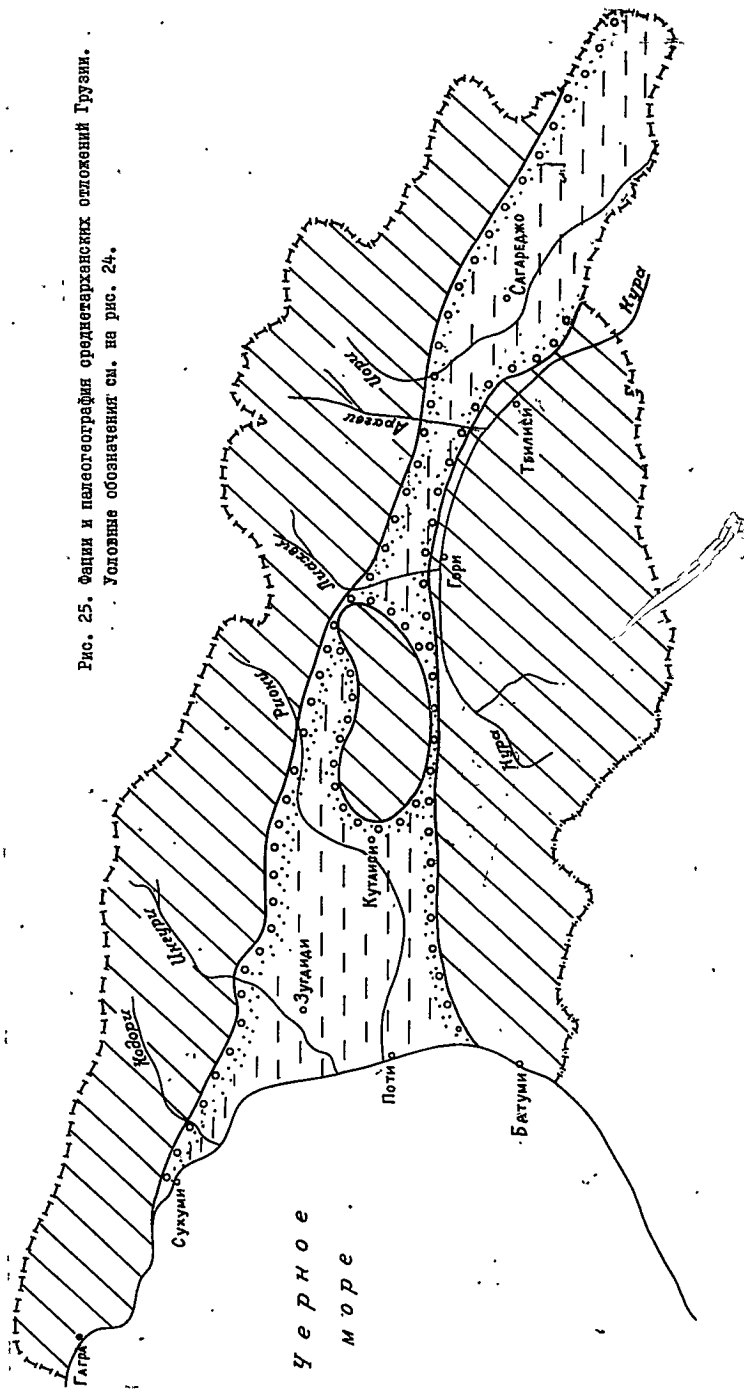 Рис. 25. Фации и палеогеография среднетарханских отложений Грузии.
Условные обозначения см. на рис. 24.
Гагра
Сухуми
Кодори
Ингури
Зугдиди
Поти
Батуми
Черное
море
Риони
Кутаиси
Лиахви
Гори
Кура
Арагви
Иори
Тбилиси
Сагареджо
Кура